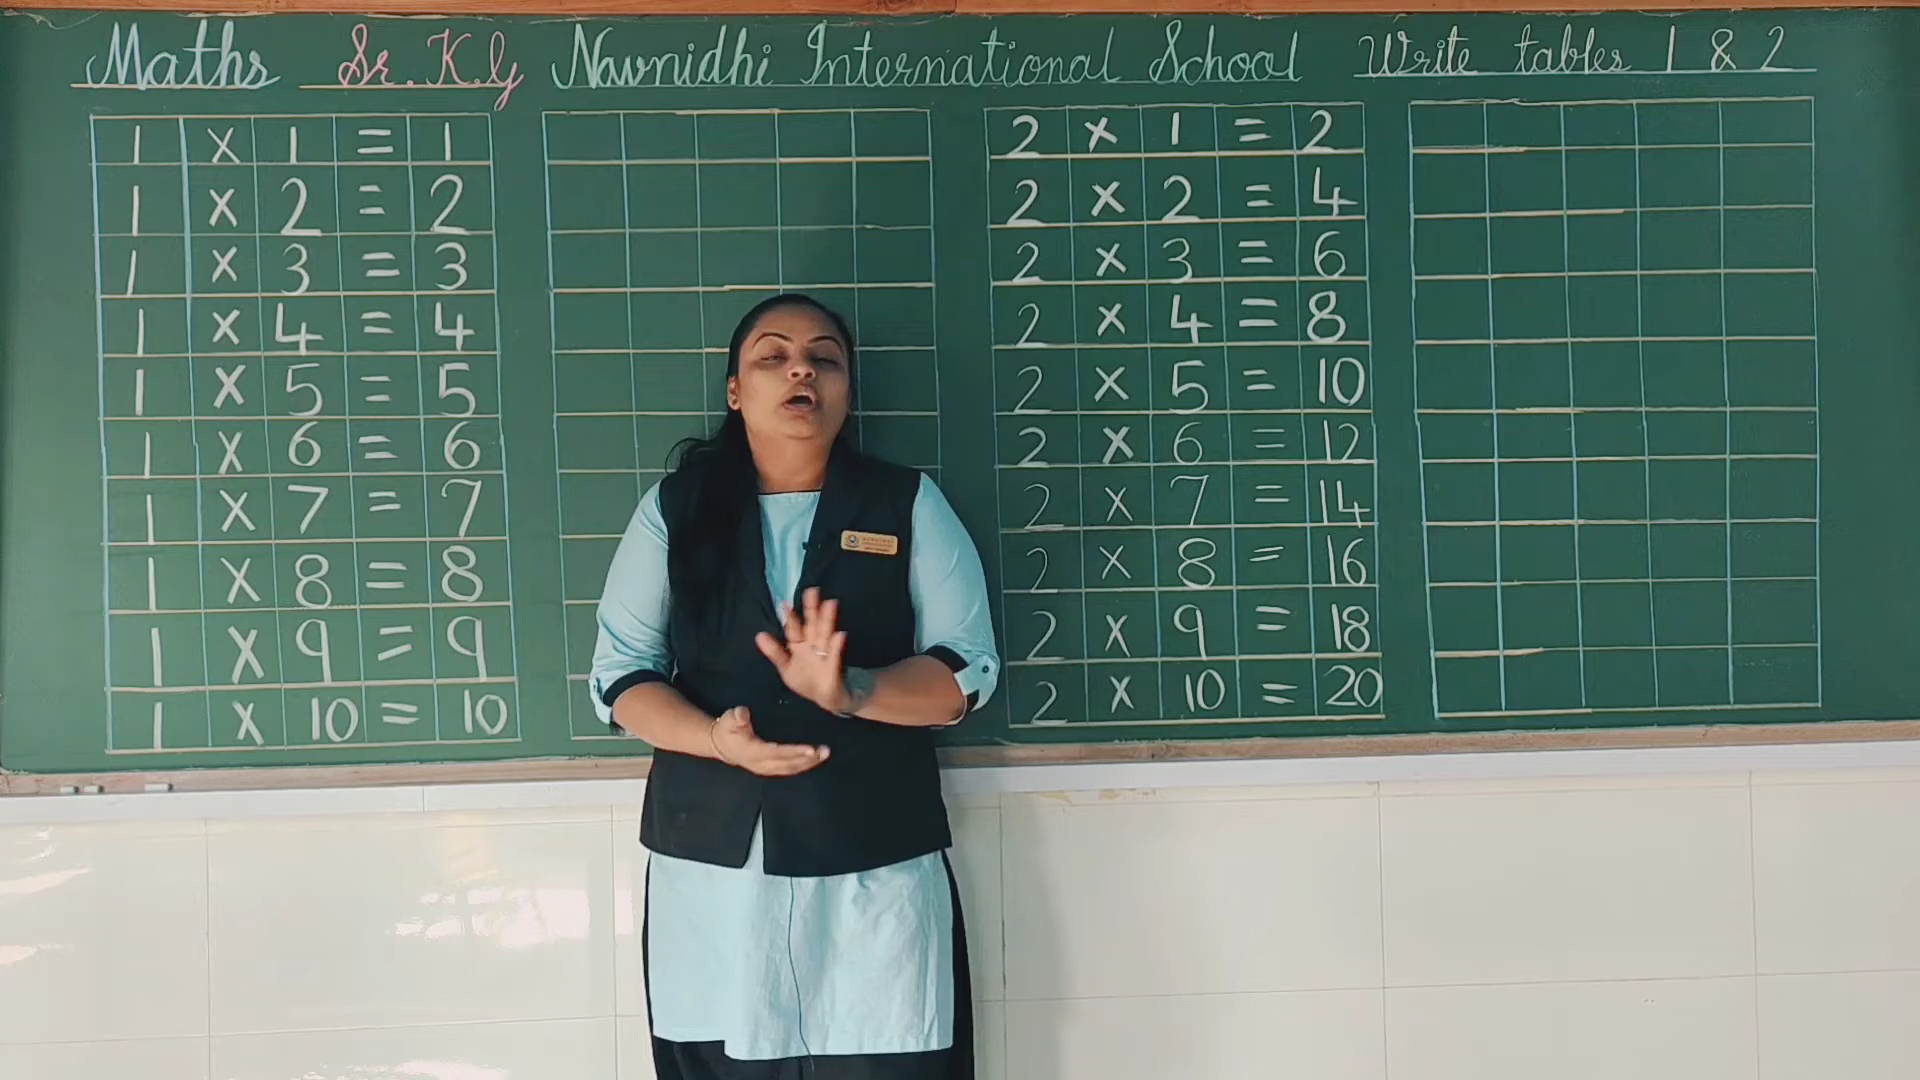 Maths Sr. K.G Navnidhi International School Write tables 1 & 2
1 × 1 = 1
1 × 2 = 2
1 × 3 = 3
1 × 4 = 4
1 × 5 = 5
1 × 6 = 6
1 × 7 = 7
1 × 8 = 8
1 × 9 = 9
1 × 10 = 10
2 × 1 = 2
2 × 2 = 4
2 × 3 = 6
2 × 4 = 8
2 × 5 = 10
2 × 6 = 12
2 × 7 = 14
2 × 8 = 16
2 × 9 = 18
2 × 10 = 20